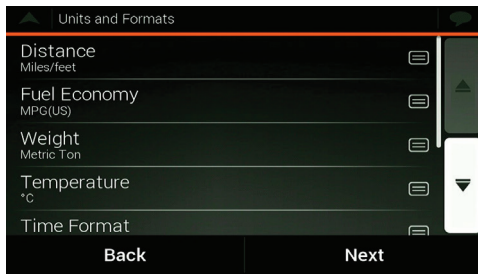 Units and Formats
Distance
Miles/feet
Fuel Economy
MPG(US)
Weight
Metric Ton
Temperature
°C
Time Format
Back
Next